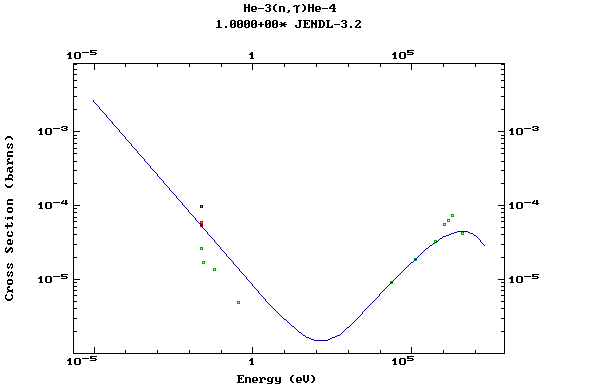 He-3(n,γ)He-4
1.0000+00* JENDL-3.2
10⁻⁵ 1 10⁵
10⁻³ 10⁻³
10⁻⁴ 10⁻⁴
10⁻⁵ 10⁻⁵
Cross Section (barns)
10⁻⁵ 1 10⁵
Energy (eV)